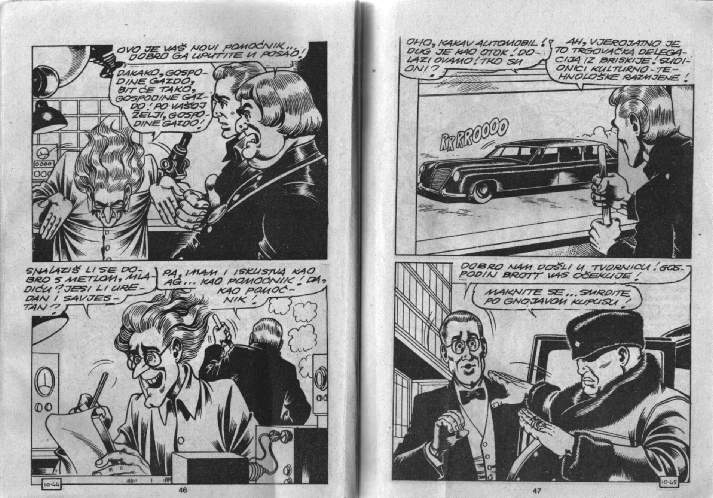 OVO JE VAŠ NOVI POMOĆNIK...
DOBRO GA UPUTITE U POSAO!
DAKAKO, GOSPO-
DINE GAZDO,
BIT ĆE TAKO,
GOSPODINE GAZ-
DO! PO VAŠOJ
ŽELJI, GOSPO-
DINE GAZDO!
SNALAZIŠ LI SE DO-
BRO S METLOM, MLA-
DIĆU? JESI LI URE-
DAN I SAVJES-
TAN?
PA, IMAM I ISKUSTVA KAO
AG... KAO POMOĆNIK! DA,
KAO POMOĆ-
NIK!
10-46
46
OHO, KAKAV AUTOMOBIL!
DUG JE KAO OTOK! DO-
LAZI OVAMO! TKO SU
ONI?
AH, VJEROJATNO JE
TO TRGOVAČKA DELEGA-
CIJA IZ BRISKIJE! SUDI-
ONICI KULTURNO-TE-
HNOLOŠKE RAZMJENE!
RRRROOOO
DOBRO NAM DOŠLI U TVORNICU! GOS-
PODIN BROTT VAS OČEKUJE!
MAKNITE SE... SMRDITE
PO GNOJAVOM KUPUSU!
47